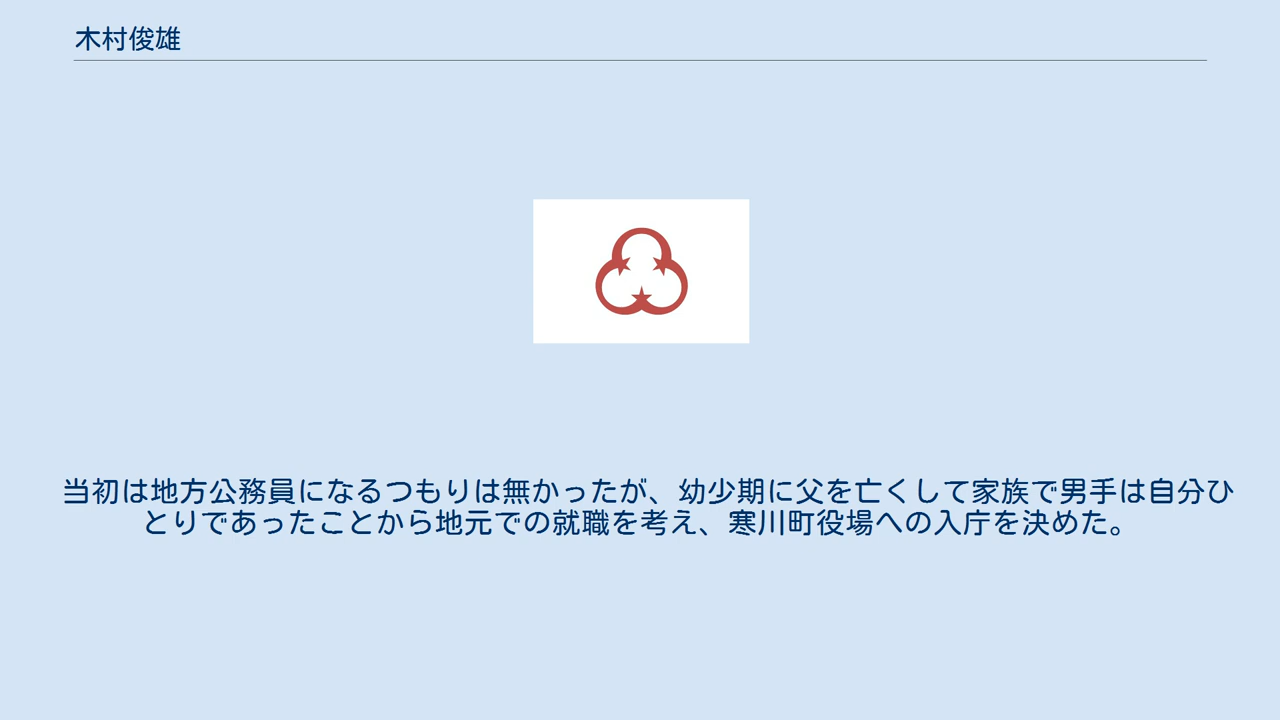 木村俊雄
当初は地方公務員になるつもりは無かったが、幼少期に父を亡くして家族で男手は自分ひ
とりであったことから地元での就職を考え、寒川町役場への入庁を決めた。